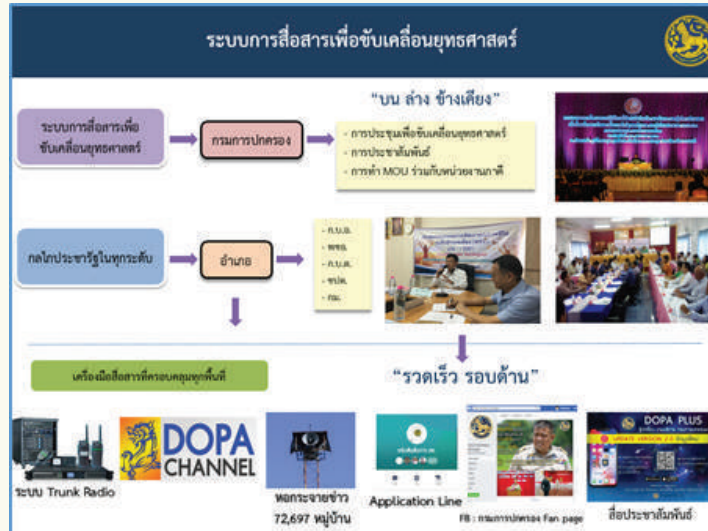 ระบบการสื่อสารเพื่อขับเคลื่อนยุทธศาสตร์
“บน ล่าง ข้างเคียง”
ระบบการสื่อสารเพื่อ
ขับเคลื่อนยุทธศาสตร์
กรมการปกครอง
- การประชุมเพื่อขับเคลื่อนยุทธศาสตร์
- การประชาสัมพันธ์
- การทำ MOU ร่วมกับหน่วยงานภาคี
กลไกประชารัฐในทุกระดับ
อำเภอ
- ก.บ.อ.
- พชอ.
- ก.บ.ต.
- ชปต.
- กม.
เครื่องมือสื่อสารที่ครอบคลุมทุกพื้นที่
“รวดเร็ว รอบด้าน”
DOPA
CHANNEL
DOPA PLUS
UPDATE VERSION 2.0
ระบบ Trunk Radio
หอกระจายข่าว
72,697 หมู่บ้าน
Application Line
FB : กรมการปกครอง Fan page
สื่อประชาสัมพันธ์